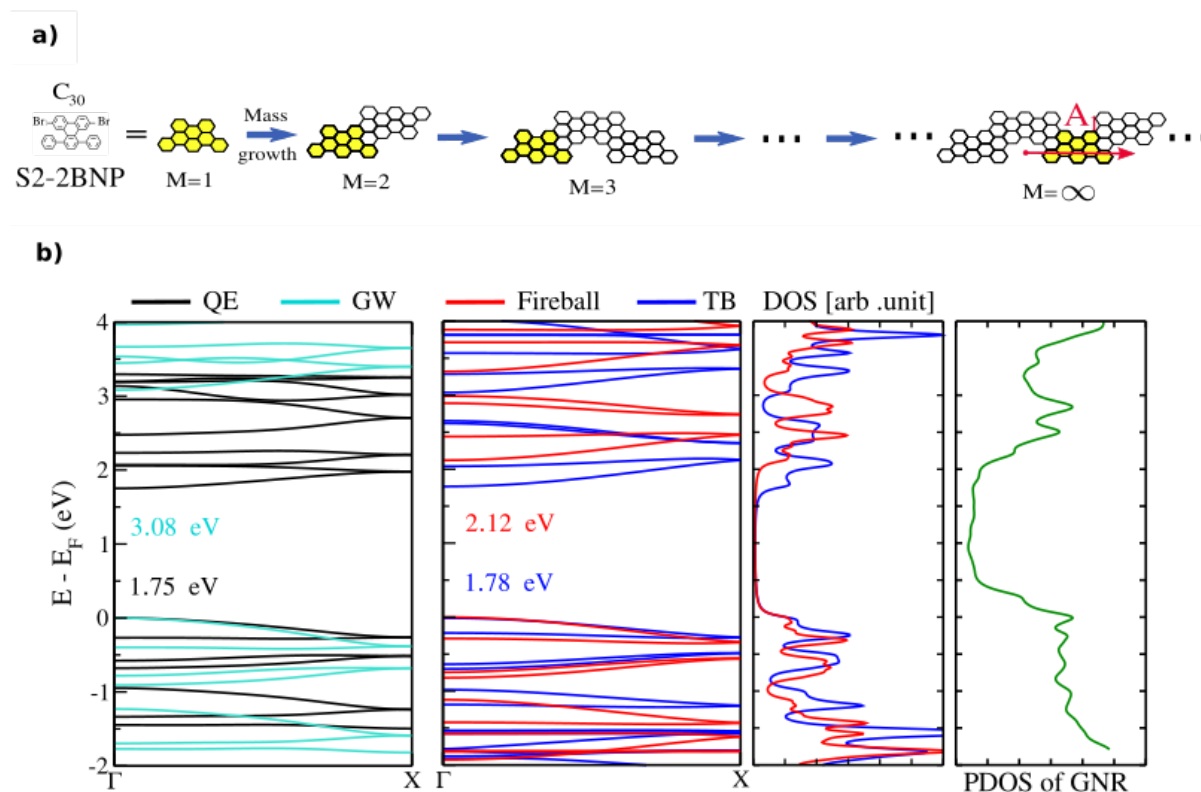 a)
C30
Br Br
S2-2BNP
=
M=1
Mass
growth
M=2
M=3
...
...
A1
...
M=∞
b)
QE GW Fireball TB DOS [arb .unit]
E - EF (eV)
4
3
2
1
0
-1
-2
3.08 eV
1.75 eV
2.12 eV
1.78 eV
Γ X Γ X
PDOS of GNR